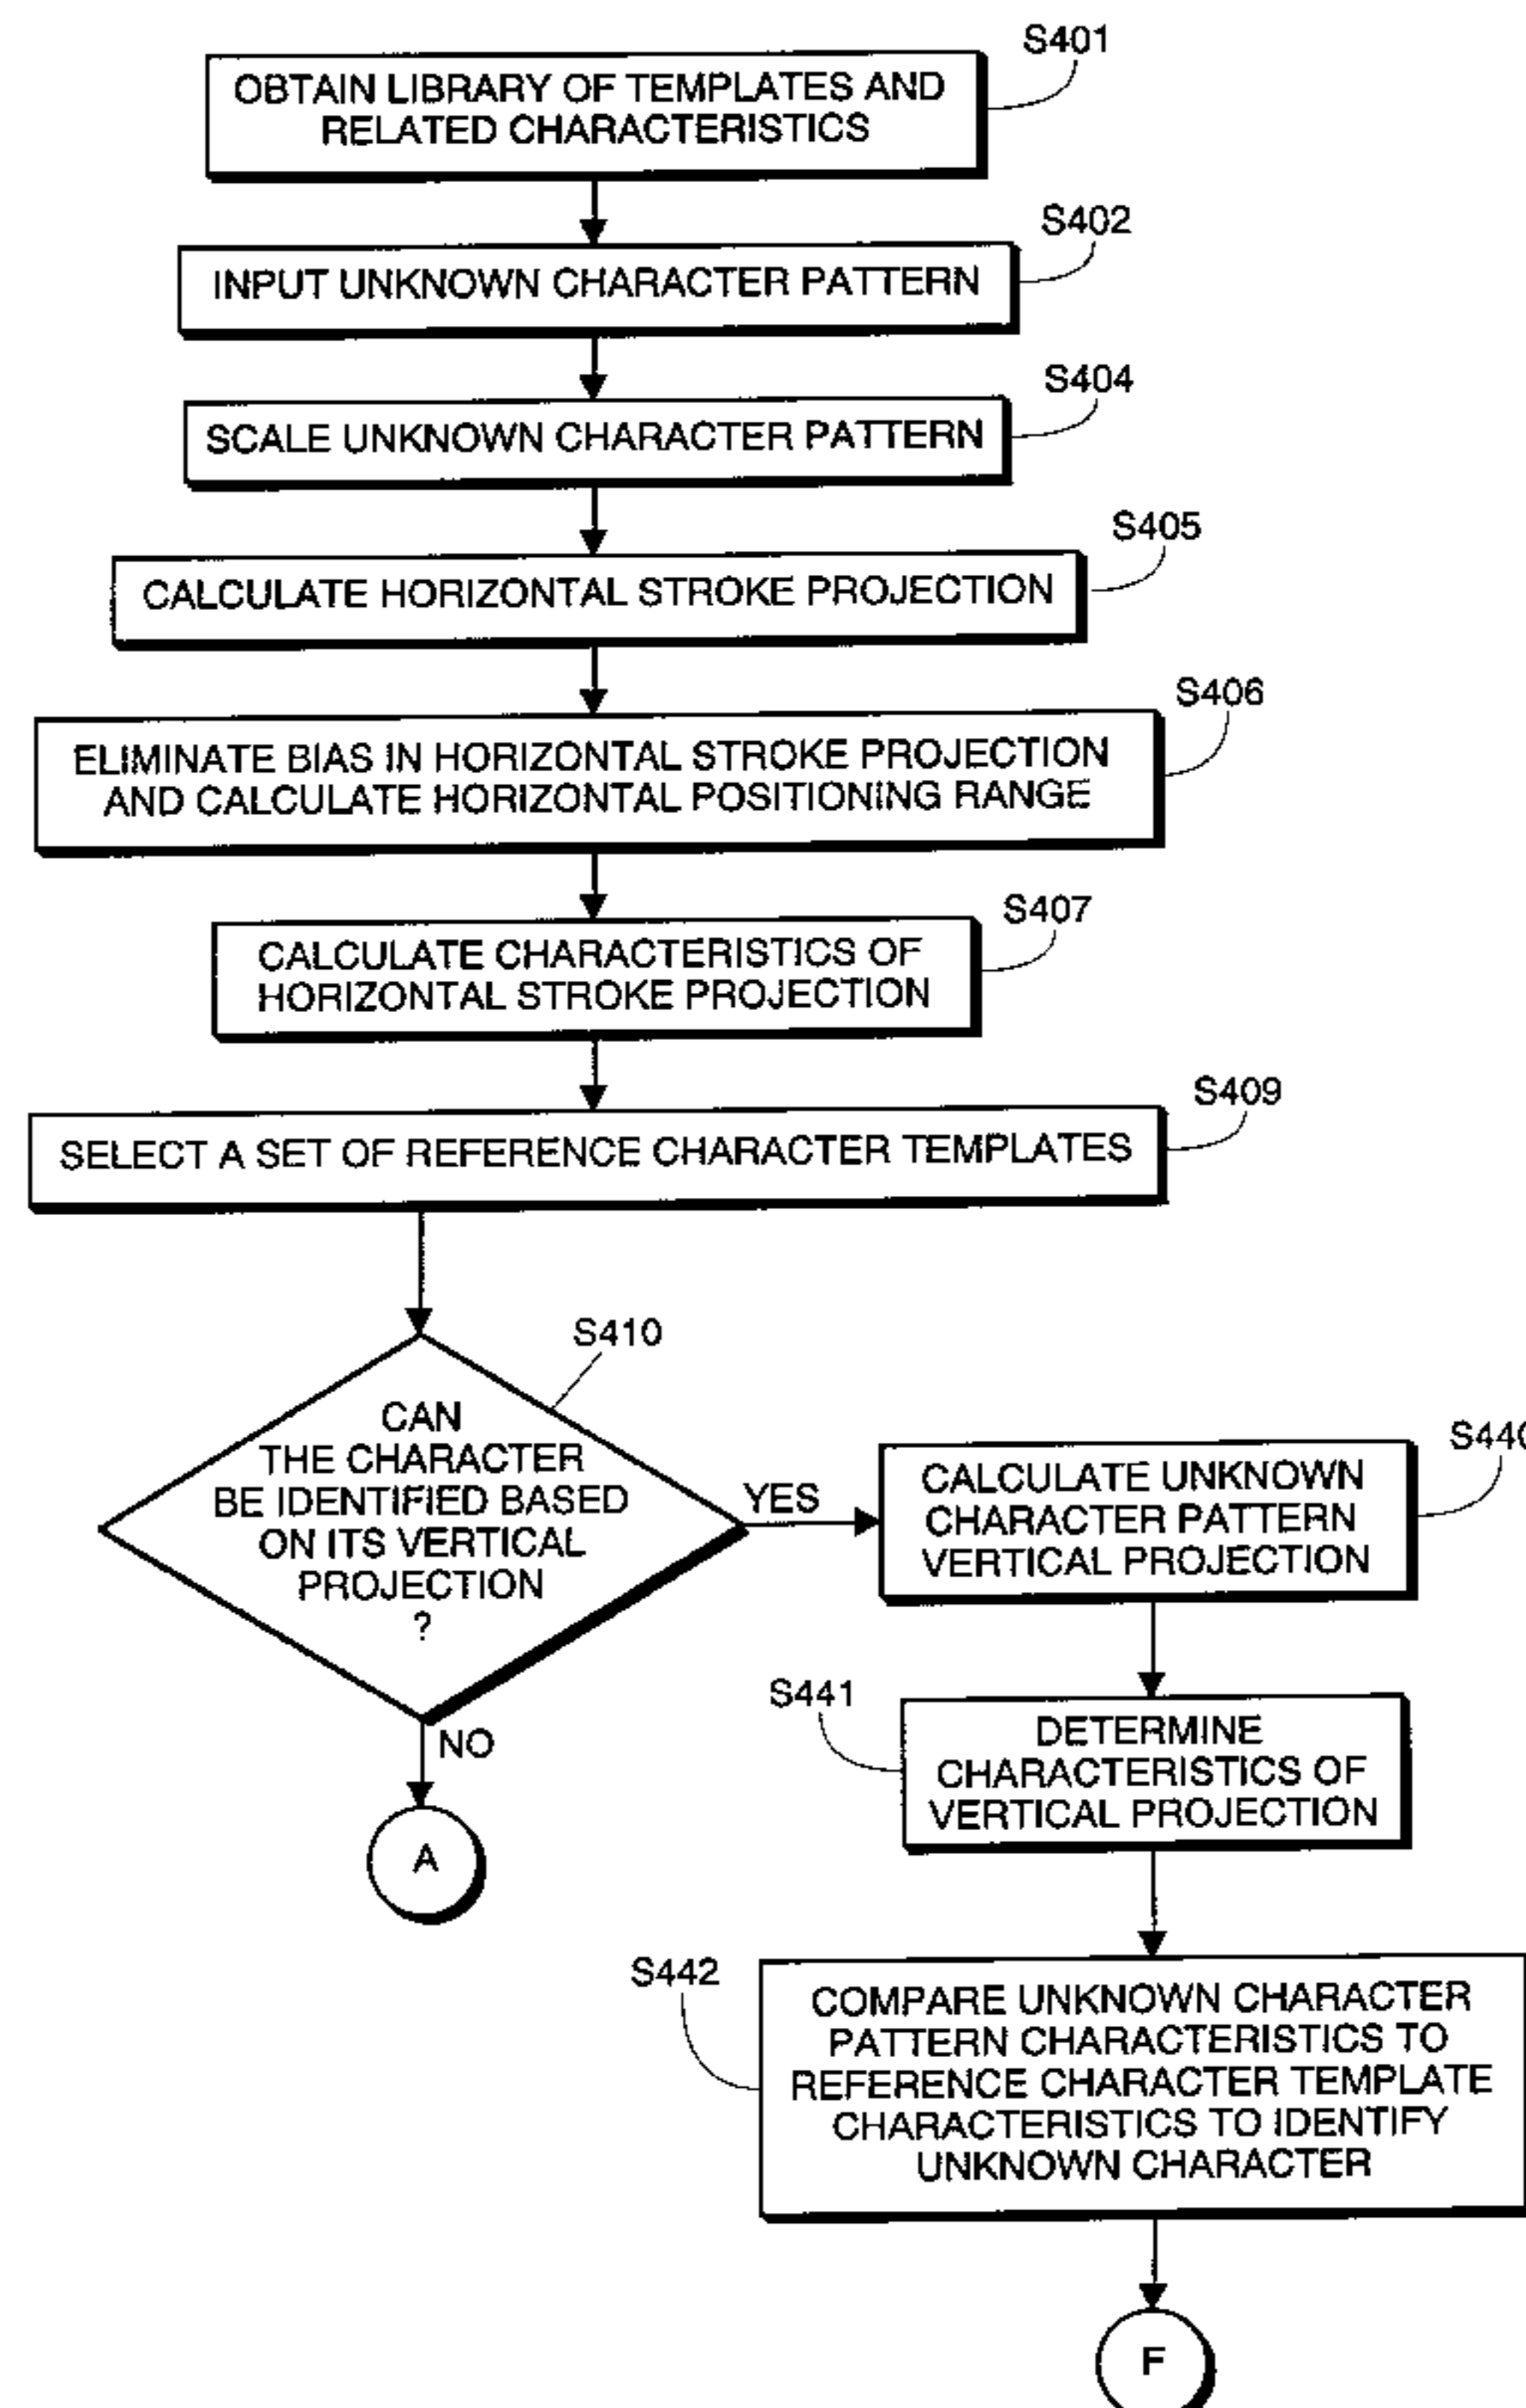 S401
OBTAIN LIBRARY OF TEMPLATES AND
RELATED CHARACTERISTICS
S402
INPUT UNKNOWN CHARACTER PATTERN
S404
SCALE UNKNOWN CHARACTER PATTERN
S405
CALCULATE HORIZONTAL STROKE PROJECTION
S406
ELIMINATE BIAS IN HORIZONTAL STROKE PROJECTION
AND CALCULATE HORIZONTAL POSITIONING RANGE
S407
CALCULATE CHARACTERISTICS OF
HORIZONTAL STROKE PROJECTION
S409
SELECT A SET OF REFERENCE CHARACTER TEMPLATES
S410
CAN
THE CHARACTER
BE IDENTIFIED BASED
ON ITS VERTICAL
PROJECTION
?
YES
NO
A
S440
CALCULATE UNKNOWN
CHARACTER PATTERN
VERTICAL PROJECTION
S441
DETERMINE
CHARACTERISTICS OF
VERTICAL PROJECTION
S442
COMPARE UNKNOWN CHARACTER
PATTERN CHARACTERISTICS TO
REFERENCE CHARACTER TEMPLATE
CHARACTERISTICS TO IDENTIFY
UNKNOWN CHARACTER
F